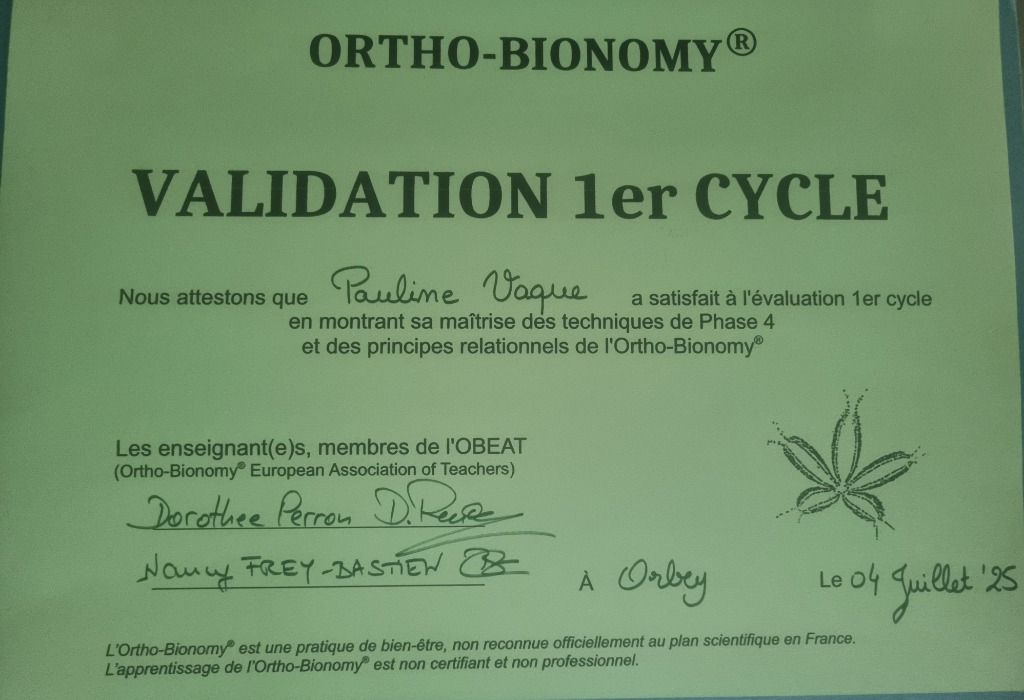 ORTHO-BIONOMY®
VALIDATION 1er CYCLE
Nous attestons que Pauline Vaque a satisfait à l'évaluation 1er cycle
en montrant sa maîtrise des techniques de Phase 4
et des principes relationnels de l'Ortho-Bionomy®
Les enseignant(e)s, membres de l'OBEAT
(Ortho-Bionomy® European Association of Teachers)
Dorothee Perron
Nancy FREY-BASTIEN
À Orbey Le 04 Juillet '25
L'Ortho-Bionomy® est une pratique de bien-être, non reconnue officiellement au plan scientifique en France.
L'apprentissage de l'Ortho-Bionomy® est non certifiant et non professionnel.